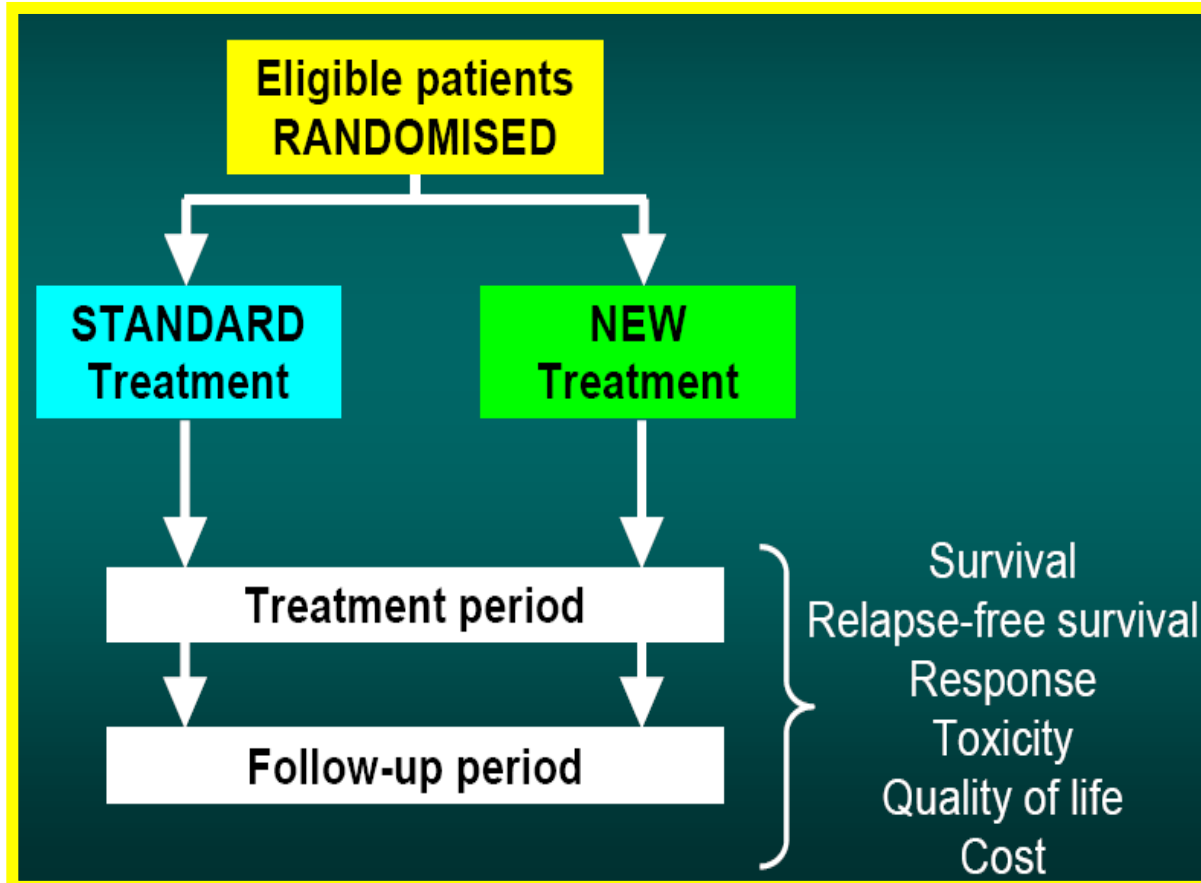 Eligible patients
RANDOMISED
STANDARD
Treatment
NEW
Treatment
Treatment period
Follow-up period
Survival
Relapse-free survival
Response
Toxicity
Quality of life
Cost